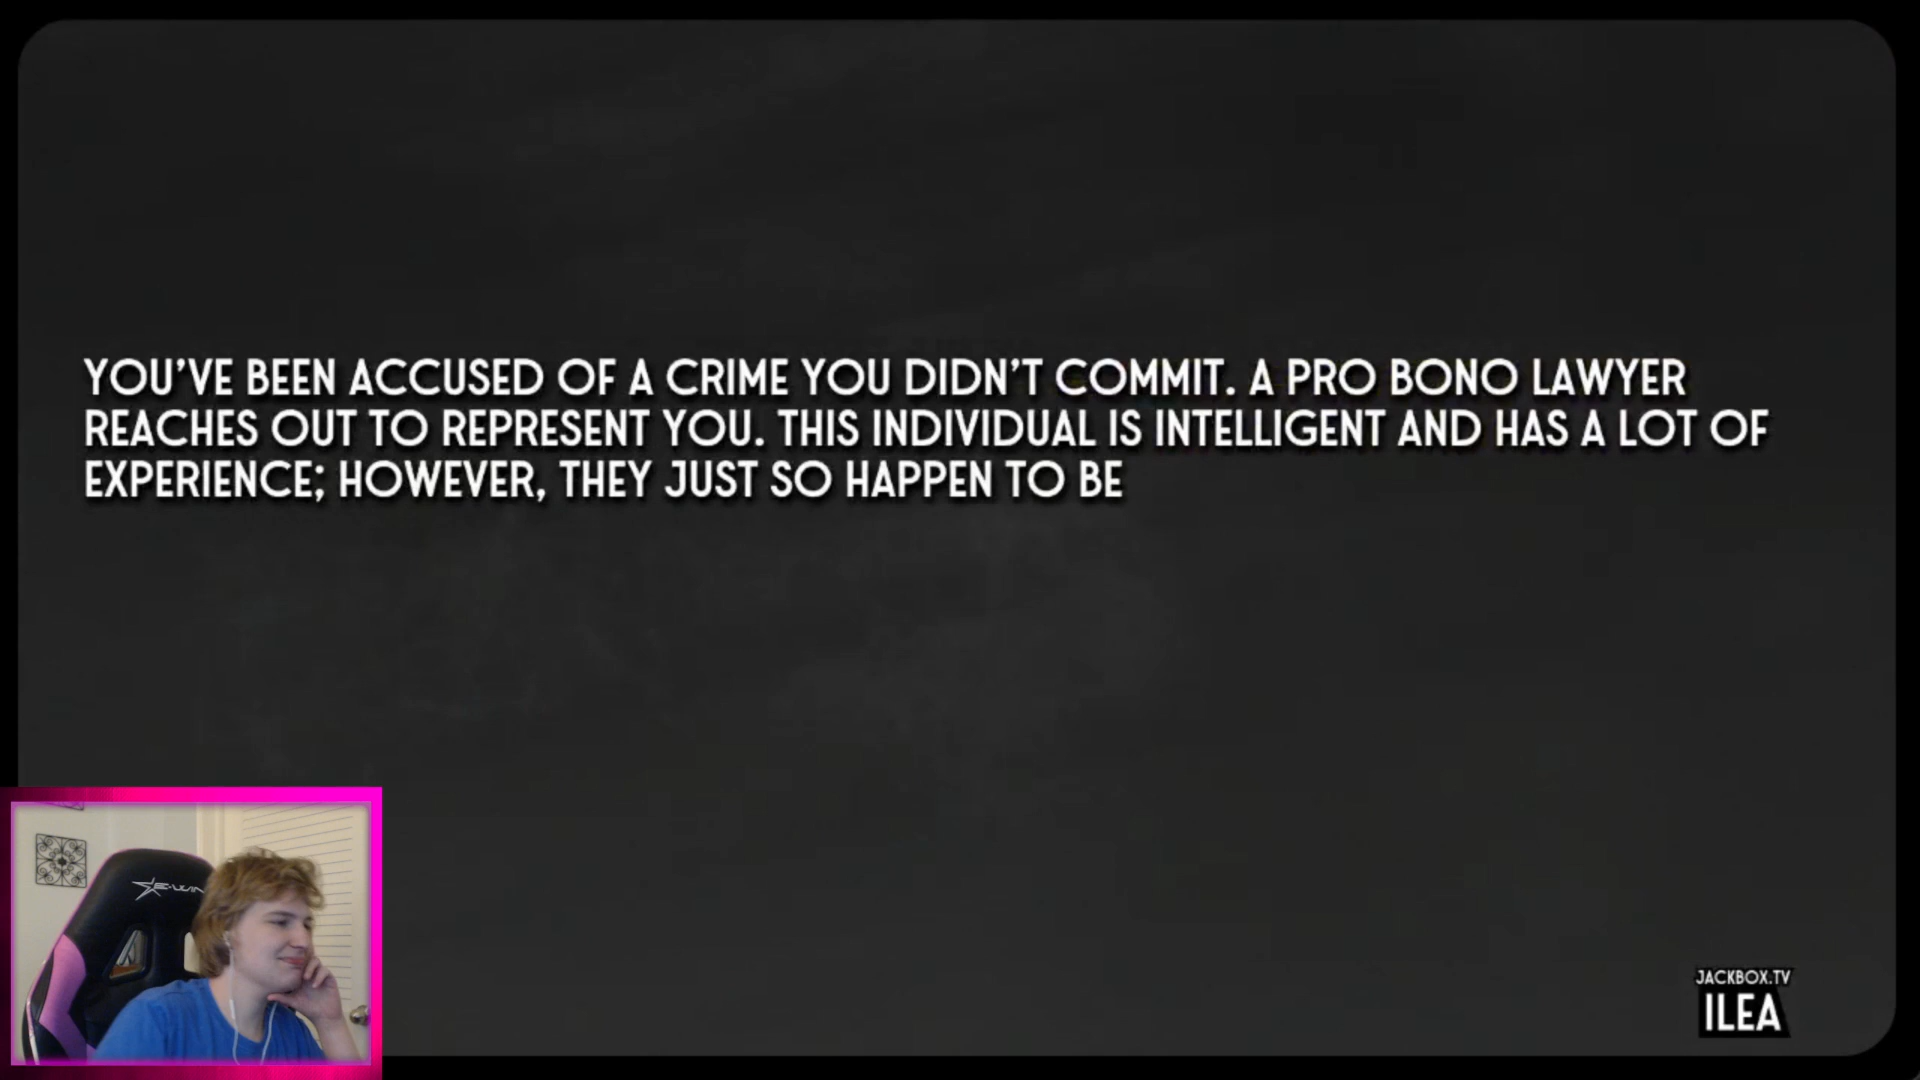 YOU'VE BEEN ACCUSED OF A CRIME YOU DIDN'T COMMIT. A PRO BONO LAWYER
REACHES OUT TO REPRESENT YOU. THIS INDIVIDUAL IS INTELLIGENT AND HAS A LOT OF
EXPERIENCE; HOWEVER, THEY JUST SO HAPPEN TO BE
E-WIN
JACKBOX.TV
ILEA